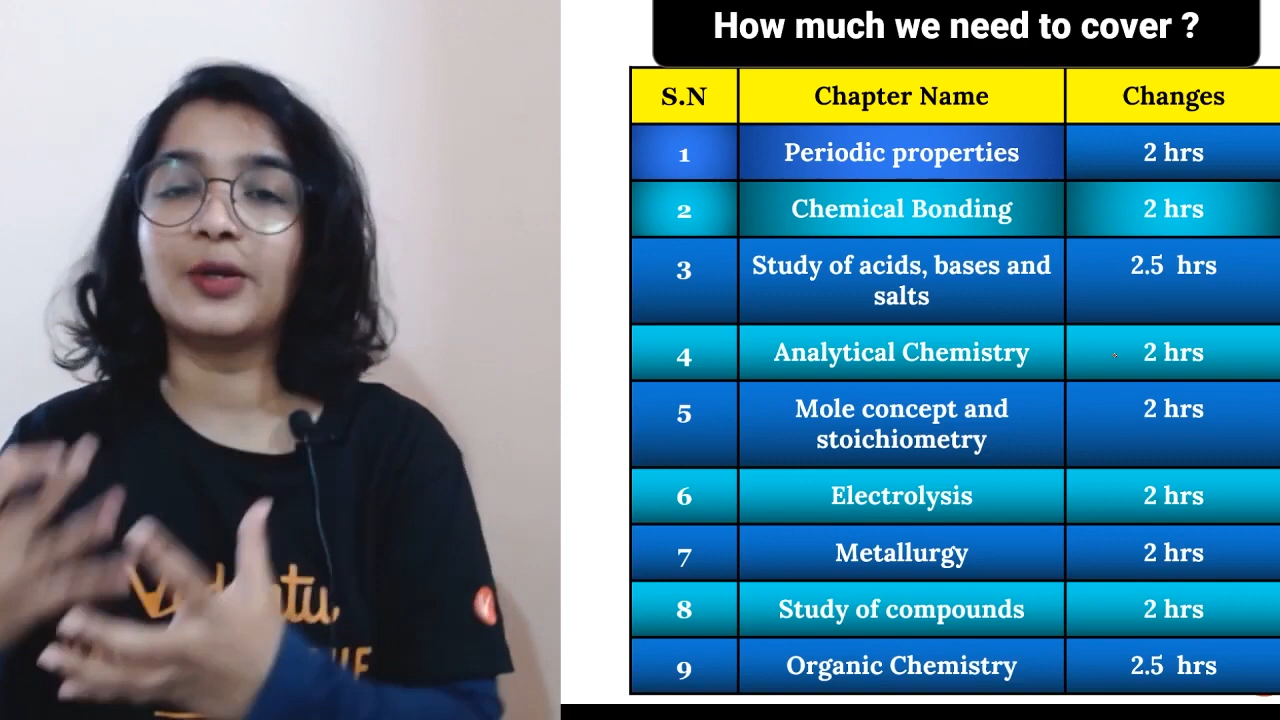 How much we need to cover ?
S.N Chapter Name Changes
1 Periodic properties 2 hrs
2 Chemical Bonding 2 hrs
3 Study of acids, bases and 2.5 hrs
salts
4 Analytical Chemistry 2 hrs
5 Mole concept and 2 hrs
stoichiometry
6 Electrolysis 2 hrs
7 Metallurgy 2 hrs
8 Study of compounds 2 hrs
9 Organic Chemistry 2.5 hrs